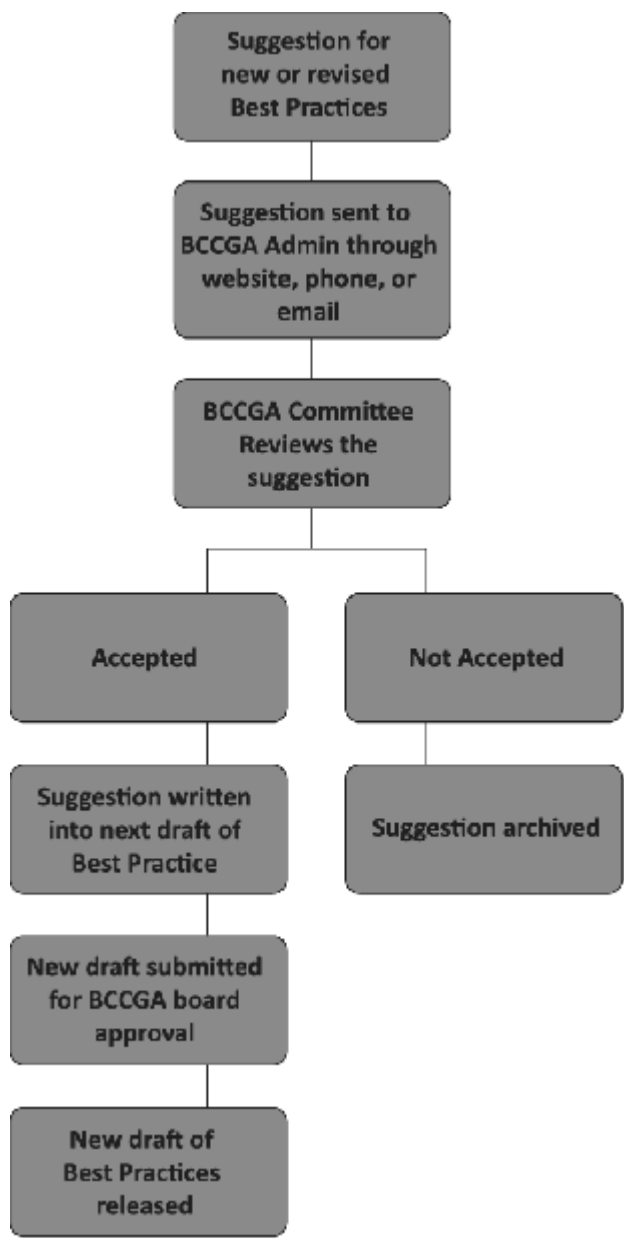 Suggestion for
new or revised
Best Practices
Suggestion sent to
BCCGA Admin through
website, phone, or
email
BCCGA Committee
Reviews the
suggestion
Accepted
Not Accepted
Suggestion written
into next draft of
Best Practice
Suggestion archived
New draft submitted
for BCCGA board
approval
New draft of
Best Practices
released